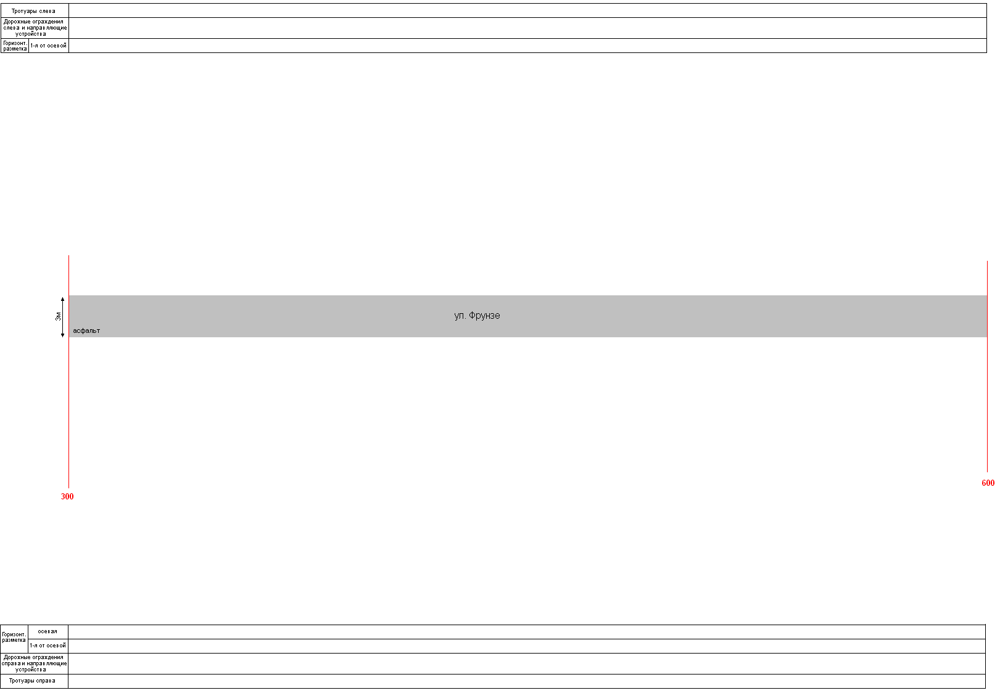 Тротуары слева
Дорожные ограждения
слева и направляющие
устройства
Горизонт.
разметка
1-я от осевой
3м
ул. Фрунзе
асфальт
300
600
Горизонт.
разметка
осевая
1-я от осевой
Дорожные ограждения
справа и направляющие
устройства
Тротуары справа